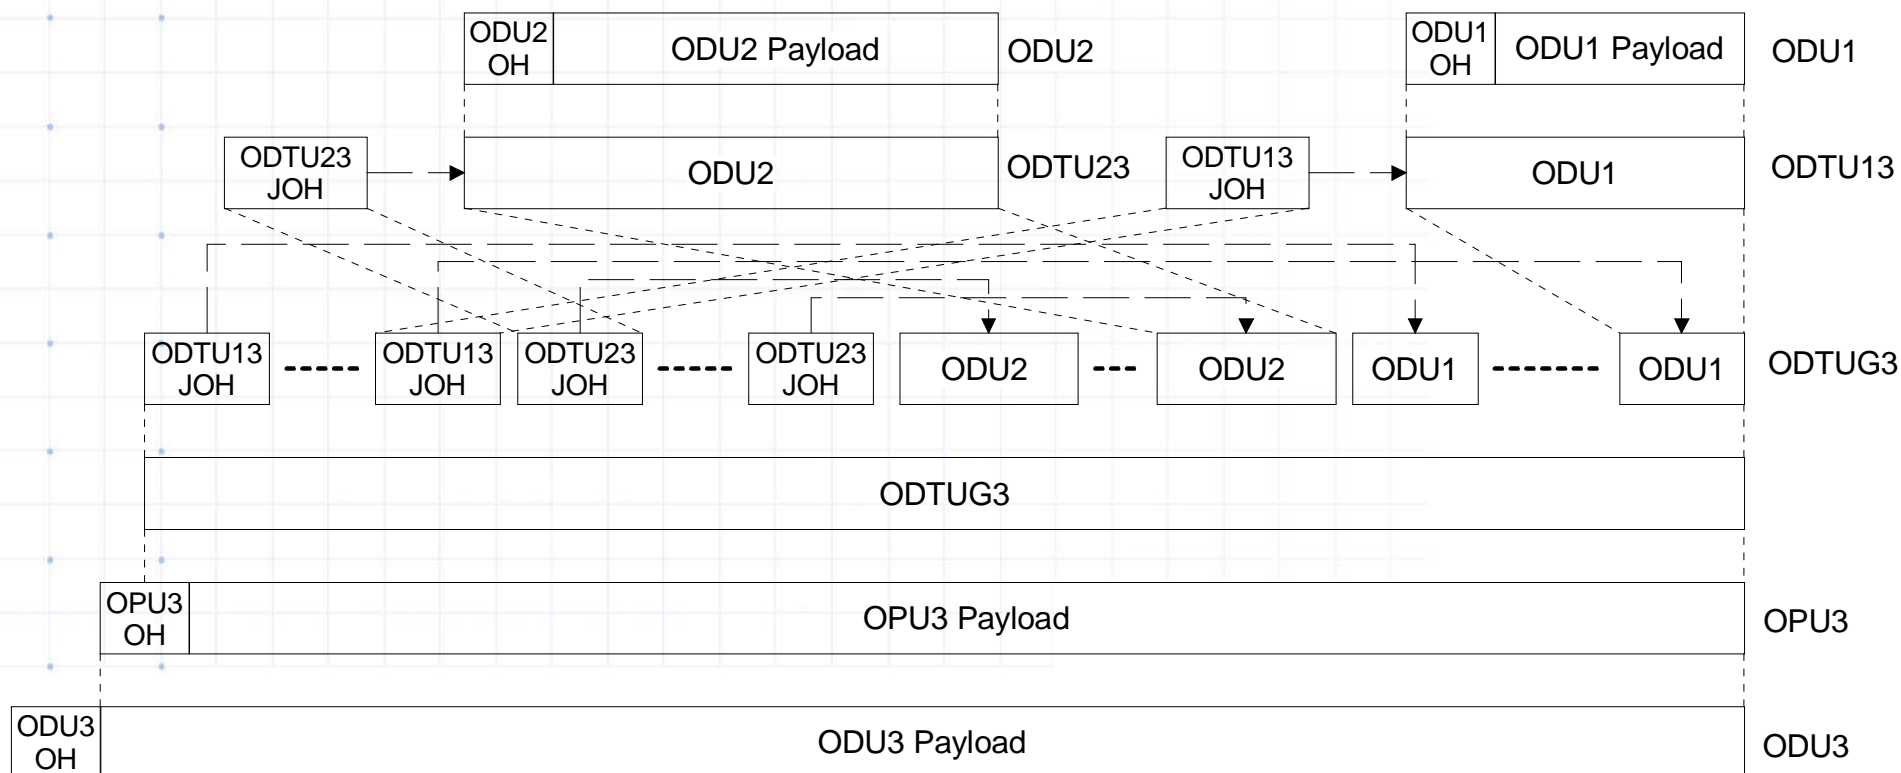 ODU2
OH
ODU2 Payload
ODU2
ODU1
OH
ODU1 Payload
ODU1
ODTU23
JOH
ODU2
ODTU23
ODTU13
JOH
ODU1
ODTU13
ODTU13
JOH
ODTU13
JOH
ODTU23
JOH
ODTU23
JOH
ODU2
ODU2
ODU1
ODU1
ODTUG3
ODTUG3
OPU3
OH
OPU3 Payload
OPU3
ODU3
OH
ODU3 Payload
ODU3